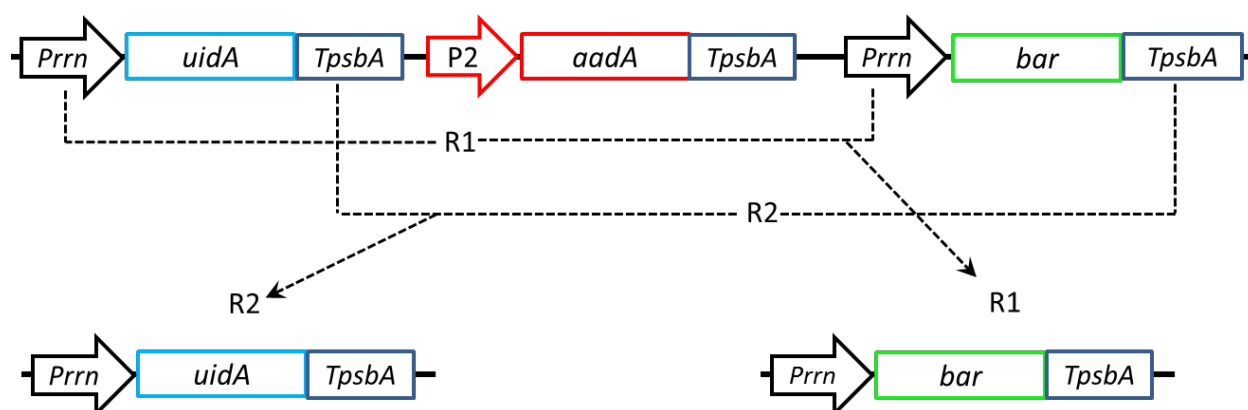 Prrn uidA TpsbA P2 aadA TpsbA Prrn bar TpsbA
R1
R2
R2 R1
Prrn uidA TpsbA Prrn bar TpsbA